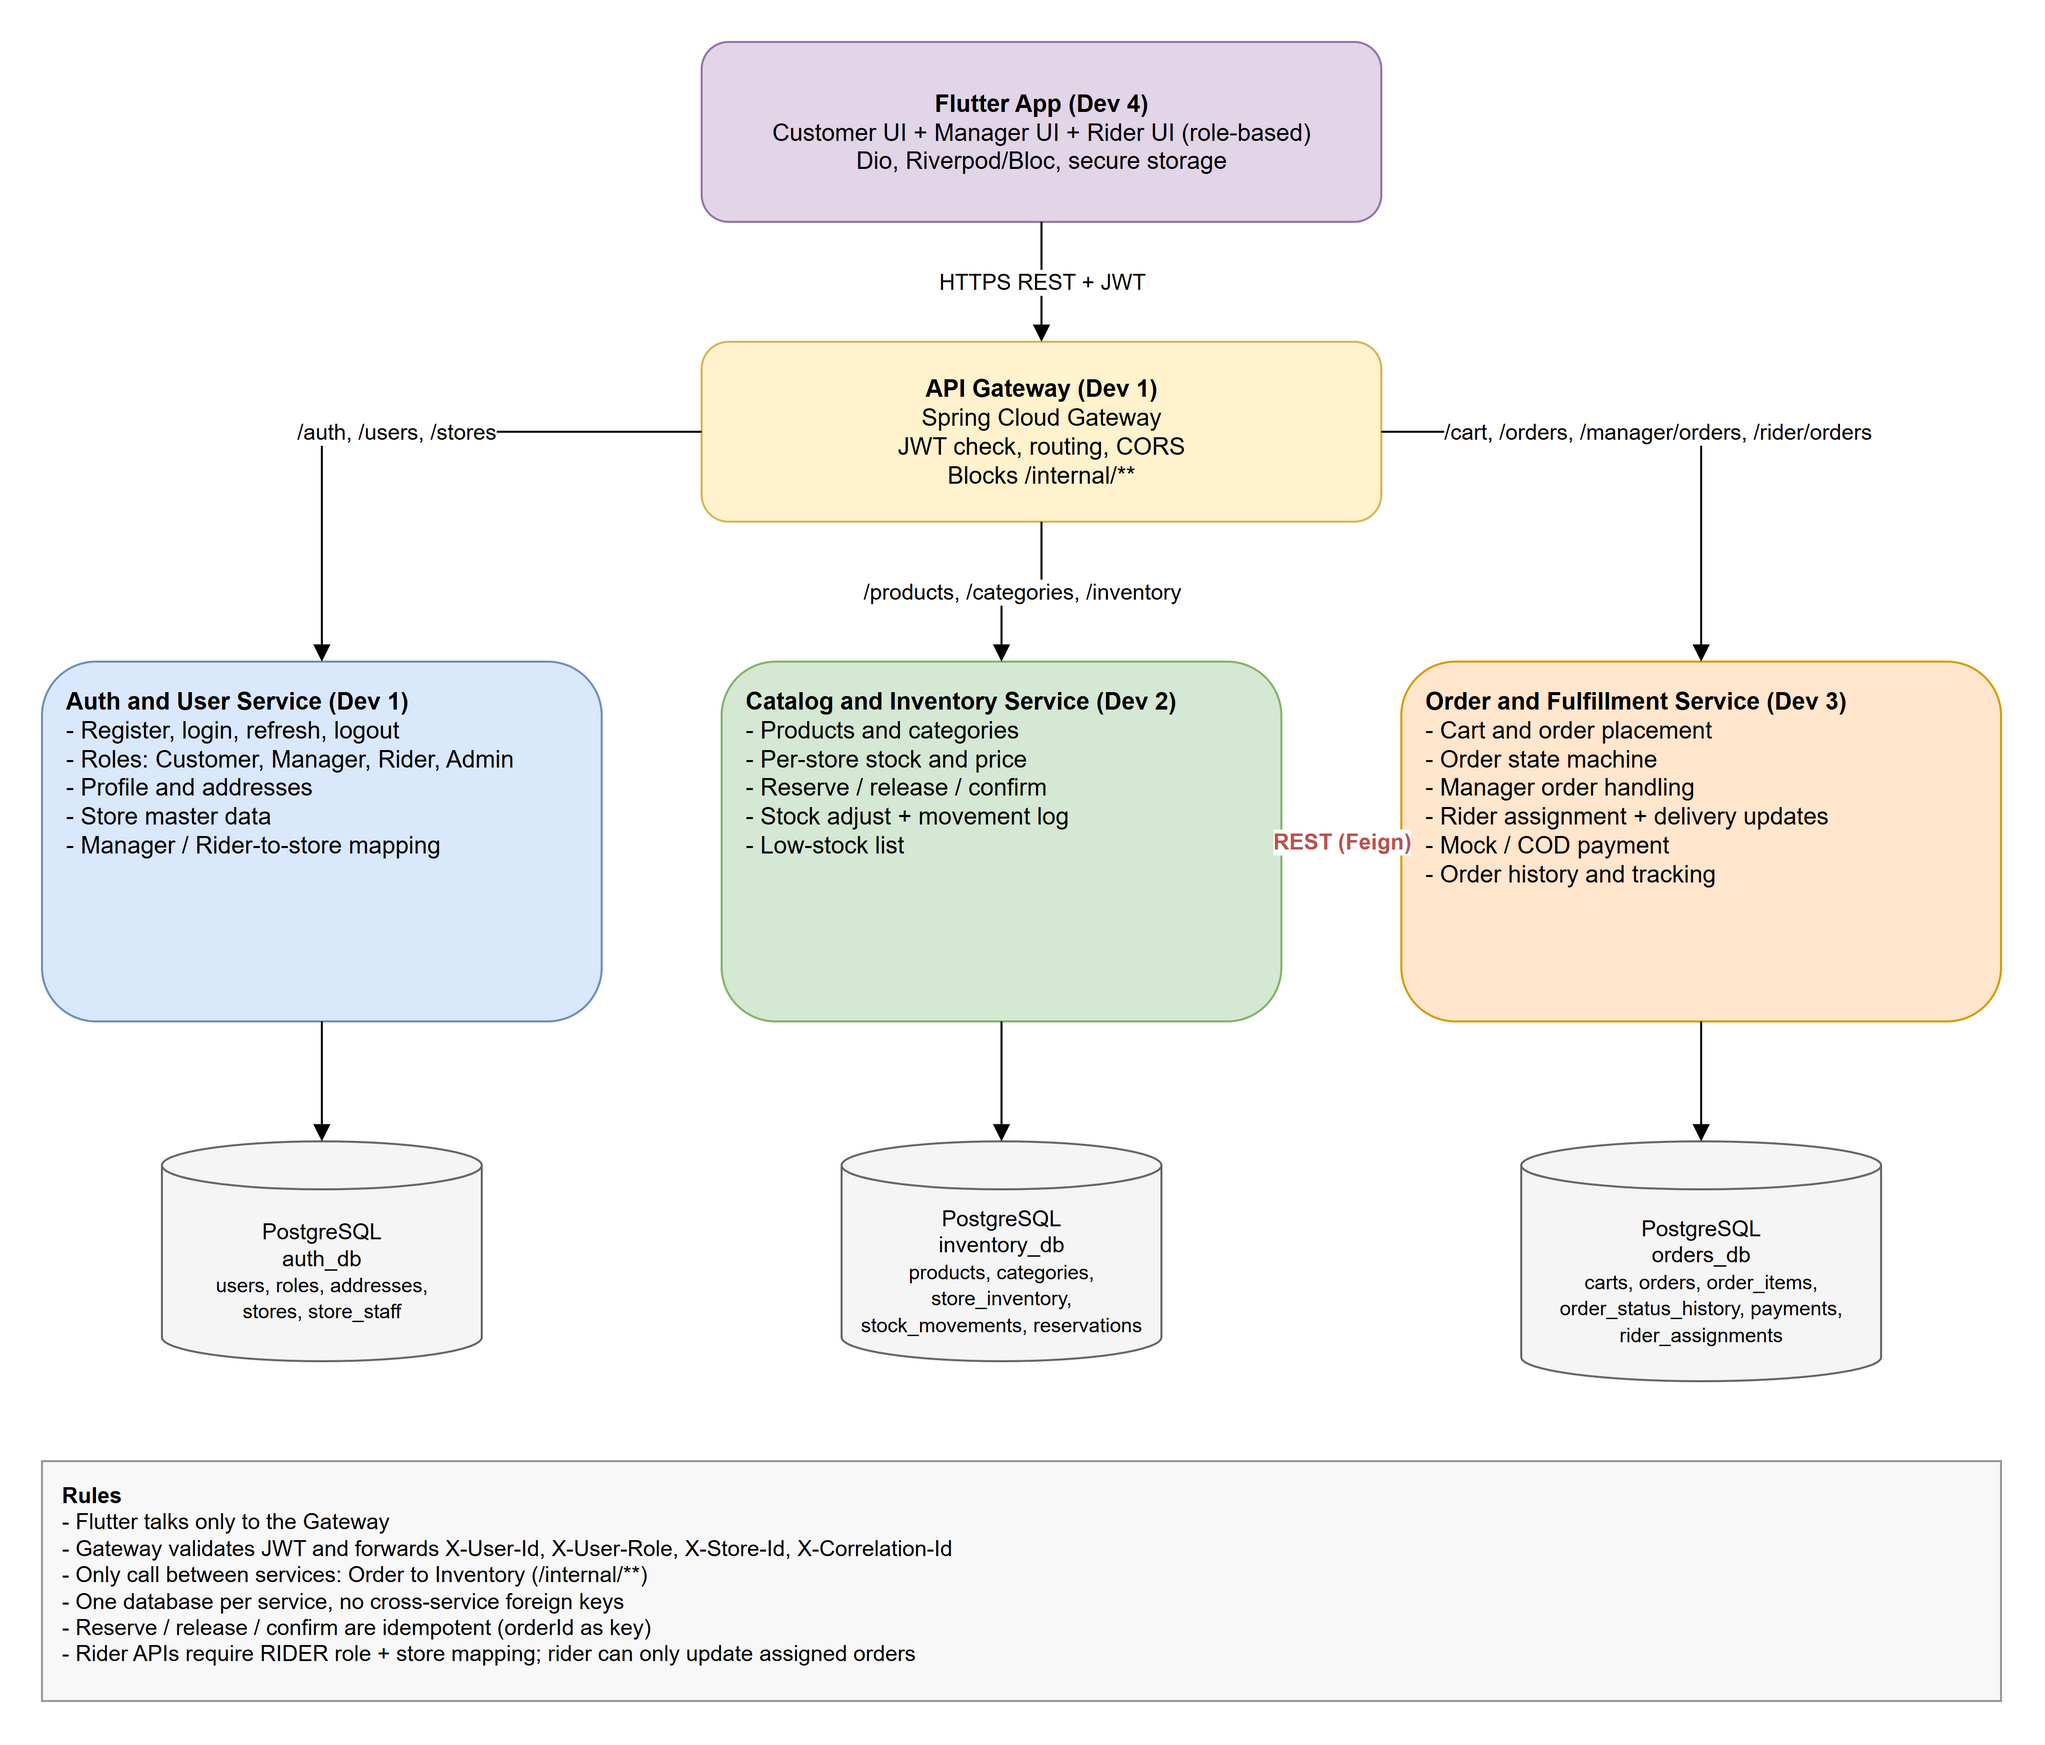 Flutter App (Dev 4)
Customer UI + Manager UI + Rider UI (role-based)
Dio, Riverpod/Bloc, secure storage
HTTPS REST + JWT
API Gateway (Dev 1)
Spring Cloud Gateway
JWT check, routing, CORS
Blocks /internal/**
/auth, /users, /stores
/cart, /orders, /manager/orders, /rider/orders
/products, /categories, /inventory
Auth and User Service (Dev 1)
- Register, login, refresh, logout
- Roles: Customer, Manager, Rider, Admin
- Profile and addresses
- Store master data
- Manager / Rider-to-store mapping
Catalog and Inventory Service (Dev 2)
- Products and categories
- Per-store stock and price
- Reserve / release / confirm
- Stock adjust + movement log
- Low-stock list
REST (Feign)
Order and Fulfillment Service (Dev 3)
- Cart and order placement
- Order state machine
- Manager order handling
- Rider assignment + delivery updates
- Mock / COD payment
- Order history and tracking
PostgreSQL
auth_db
users, roles, addresses,
stores, store_staff
PostgreSQL
inventory_db
products, categories,
store_inventory,
stock_movements, reservations
PostgreSQL
orders_db
carts, orders, order_items,
order_status_history, payments,
rider_assignments
Rules
- Flutter talks only to the Gateway
- Gateway validates JWT and forwards X-User-Id, X-User-Role, X-Store-Id, X-Correlation-Id
- Only call between services: Order to Inventory (/internal/**)
- One database per service, no cross-service foreign keys
- Reserve / release / confirm are idempotent (orderId as key)
- Rider APIs require RIDER role + store mapping; rider can only update assigned orders